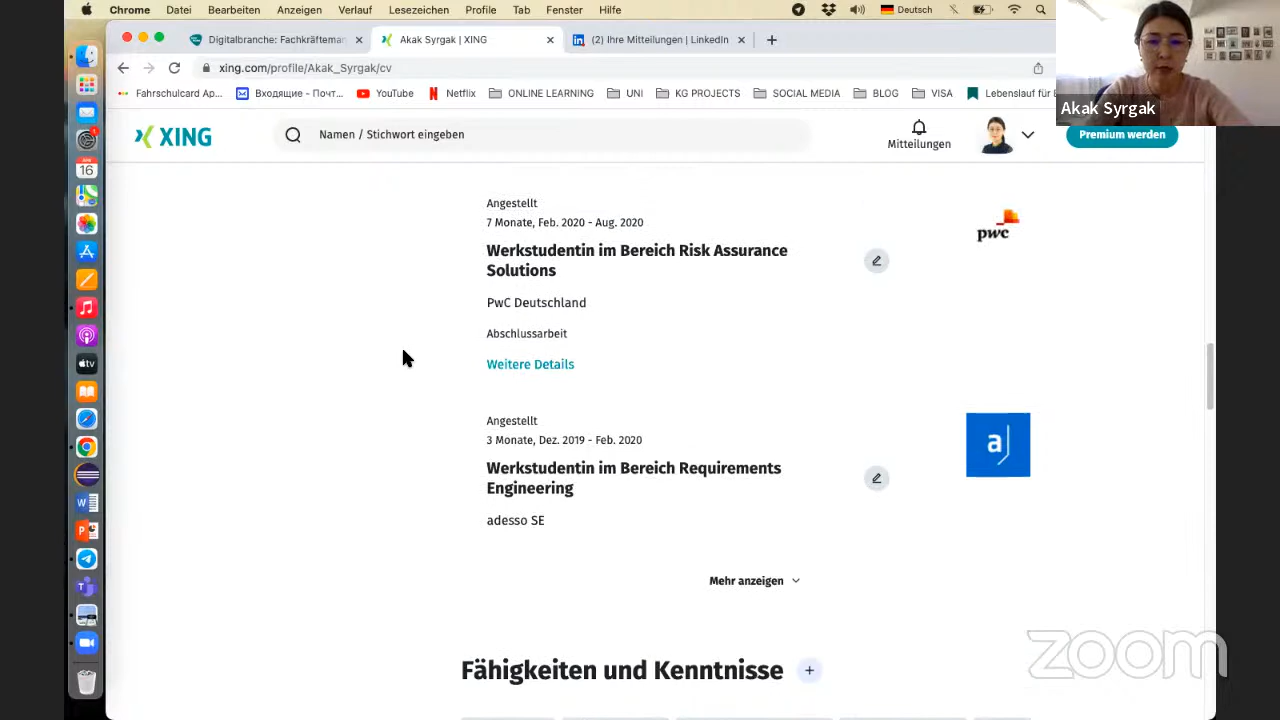 Chrome Datei Bearbeiten Anzeigen Verlauf Lesezeichen Profile Tab Fenster Hilfe Deutsch
Digitalbranche: Fachkräftemar
Akak Syrgak | XING
(2) Ihre Mitteilungen | LinkedIn
xing.com/profile/Akak_Syrgak/cv
Fahrschulcard Ap... Входящие – Почт... YouTube Netflix ONLINE LEARNING UNI KG PROJECTS SOCIAL MEDIA BLOG VISA Lebenslauf für
Akak Syrgak
XING
Namen / Stichwort eingeben
Mitteilungen
Premium werden
Angestellt
7 Monate, Feb. 2020 - Aug. 2020
Werkstudentin im Bereich Risk Assurance
Solutions
PwC Deutschland
Abschlussarbeit
Weitere Details
pwc
Angestellt
3 Monate, Dez. 2019 - Feb. 2020
Werkstudentin im Bereich Requirements
Engineering
adesso SE
a
Mehr anzeigen
Fähigkeiten und Kenntnisse
16
tv
zoom